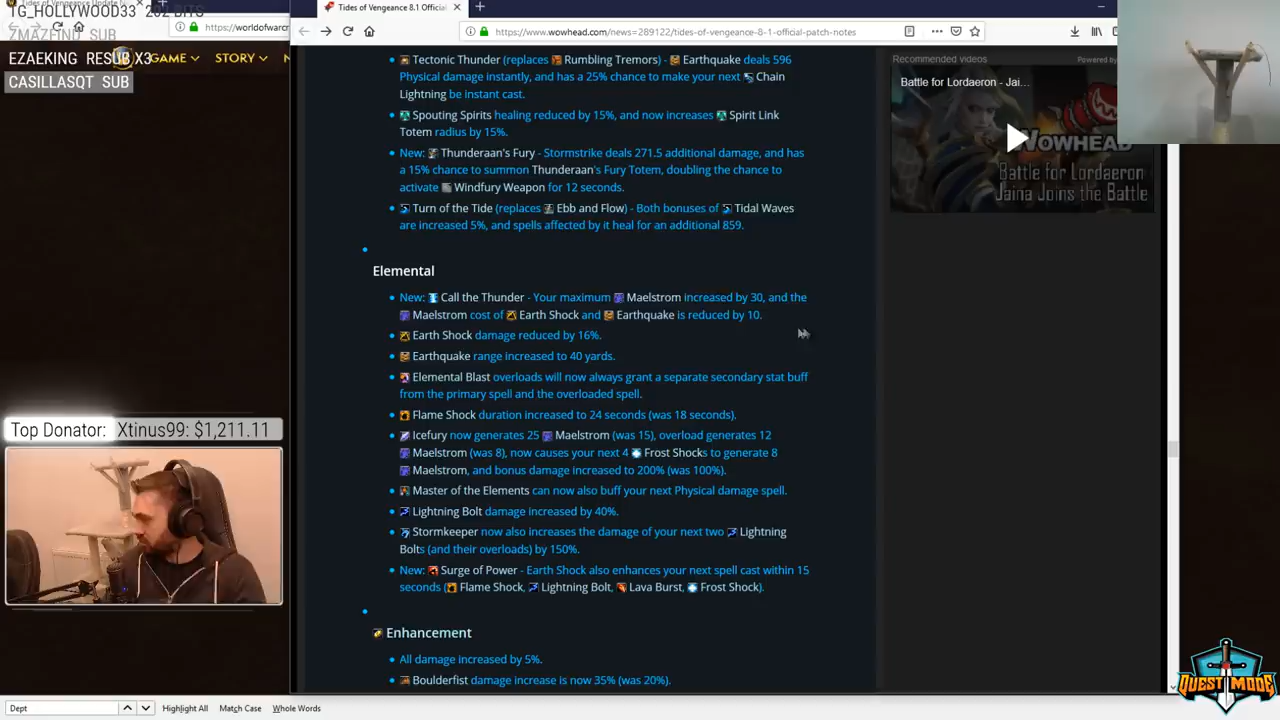 TG_HOLLYWOOD33 202 BITS
ZMAZFIND SUB
EZAEKING RESUB X3
CASILLASQT SUB
Tides of Vengeance Update
https://worldofwarcr
GAME
STORY
Tides of Vengeance 8.1 Official
https://www.wowhead.com/news=289122/tides-of-vengeance-8-1-official-patch-notes
Tectonic Thunder (replaces Rumbling Tremors) - Earthquake deals 596
Physical damage instantly, and has a 25% chance to make your next Chain
Lightning be instant cast.
Spouting Spirits healing reduced by 15%, and now increases Spirit Link
Totem radius by 15%.
New: Thunderaan's Fury - Stormstrike deals 271.5 additional damage, and has
a 15% chance to summon Thunderaan's Fury Totem, doubling the chance to
activate Windfury Weapon for 12 seconds.
Turn of the Tide (replaces Ebb and Flow) - Both bonuses of Tidal Waves
are increased 5%, and spells affected by it heal for an additional 859.
Elemental
New: Call the Thunder - Your maximum Maelstrom increased by 30, and the
Maelstrom cost of Earth Shock and Earthquake is reduced by 10.
Earth Shock damage reduced by 16%.
Earthquake range increased to 40 yards.
Elemental Blast overloads will now always grant a separate secondary stat buff
from the primary spell and the overloaded spell.
Flame Shock duration increased to 24 seconds (was 18 seconds).
Icefury now generates 25 Maelstrom (was 15), overload generates 12
Maelstrom (was 8), now causes your next 4 Frost Shocks to generate 8
Maelstrom, and bonus damage increased to 200% (was 100%).
Master of the Elements can now also buff your next Physical damage spell.
Lightning Bolt damage increased by 40%.
Stormkeeper now also increases the damage of your next two Lightning
Bolts (and their overloads) by 150%.
New: Surge of Power - Earth Shock also enhances your next spell cast within 15
seconds (Flame Shock, Lightning Bolt, Lava Burst, Frost Shock).
Enhancement
All damage increased by 5%.
Boulderfist damage increase is now 35% (was 20%).
Recommended videos
Powered by
Battle for Lordaeron - Jai...
WOWHEAD
Battle for Lordaeron
Jaina Joins the Battle
Top Donator: Xtinus99: $1,211.11
Dept
Highlight All Match Case Whole Words
QUEST MODE